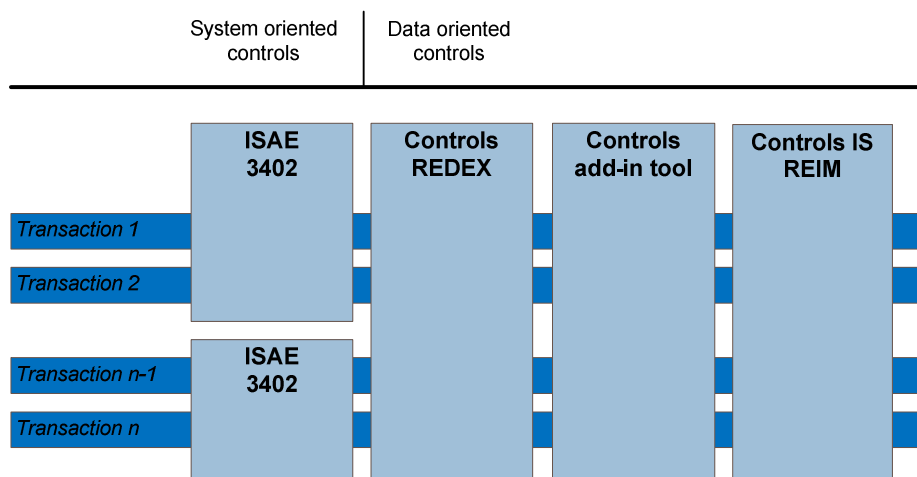 System oriented
controls
Data oriented
controls
ISAE
3402
Controls
REDEX
Controls
add-in tool
Controls IS
REIM
Transaction 1
Transaction 2
ISAE
3402
Transaction n-1
Transaction n